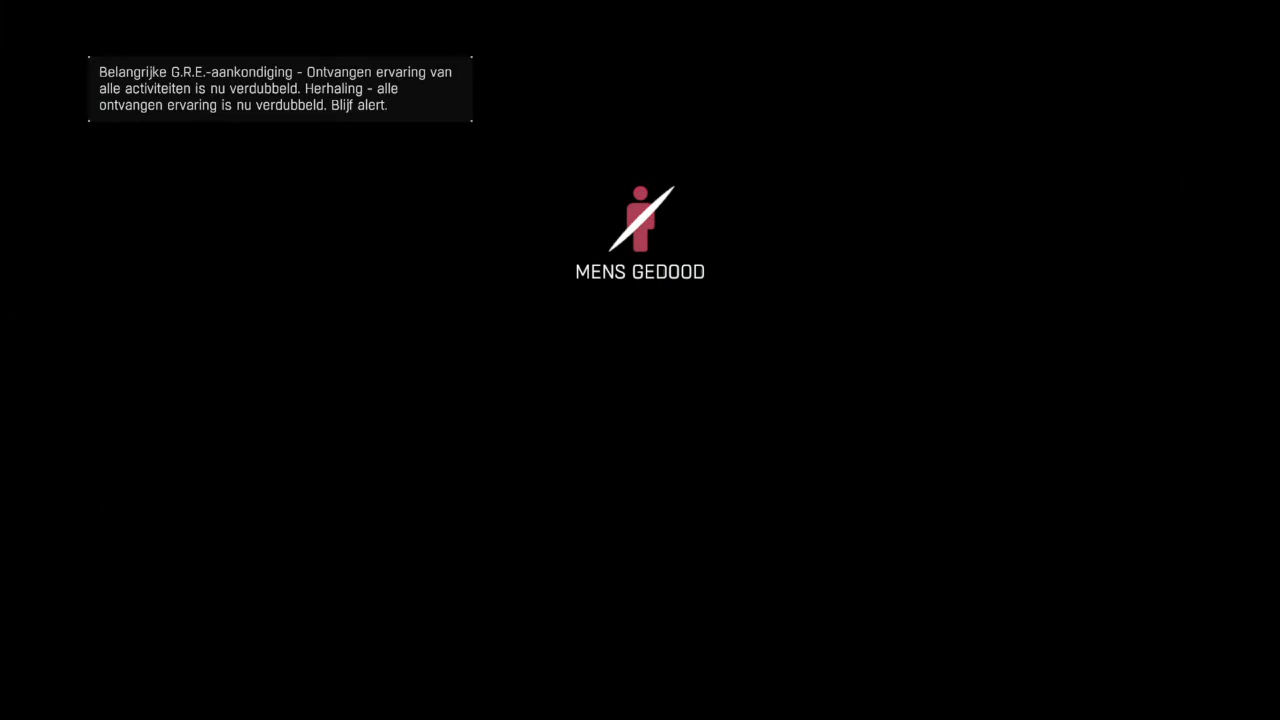 Belangrijke G.R.E.-aankondiging - Ontvangen ervaring van
alle activiteiten is nu verdubbeld. Herhaling - alle
ontvangen ervaring is nu verdubbeld. Blijf alert.
MENS GEDOOD